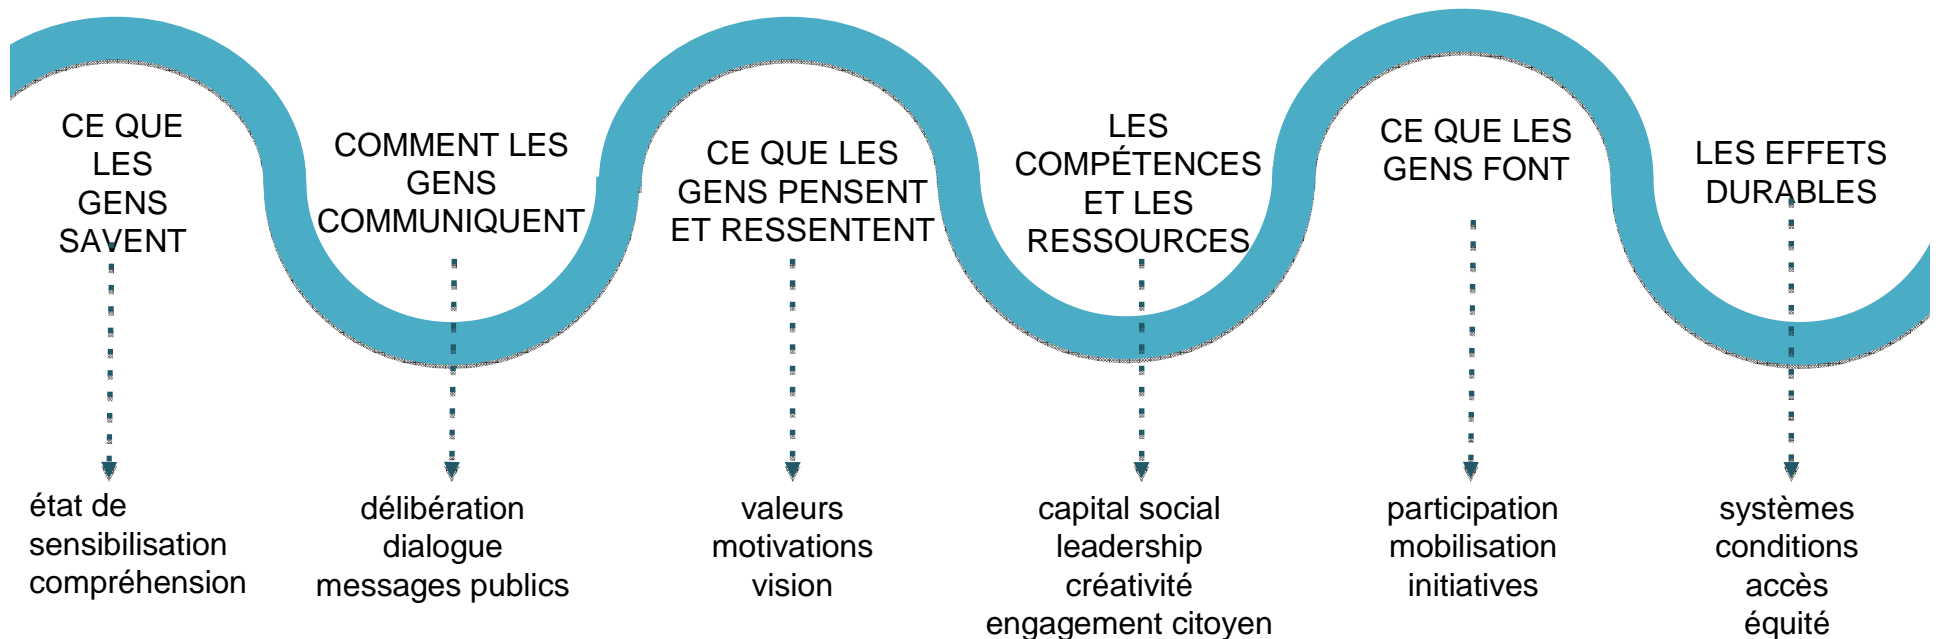 CE QUE
LES
GENS
SAVENT
COMMENT LES
GENS
COMMUNIQUENT
CE QUE LES
GENS PENSENT
ET RESSENTENT
LES
COMPÉTENCES
ET LES
RESSOURCES
CE QUE LES
GENS FONT
LES EFFETS
DURABLES
état de
sensibilisation
compréhension
délibération
dialogue
messages publics
valeurs
motivations
vision
capital social
leadership
créativité
engagement citoyen
participation
mobilisation
initiatives
systèmes
conditions
accès
équité